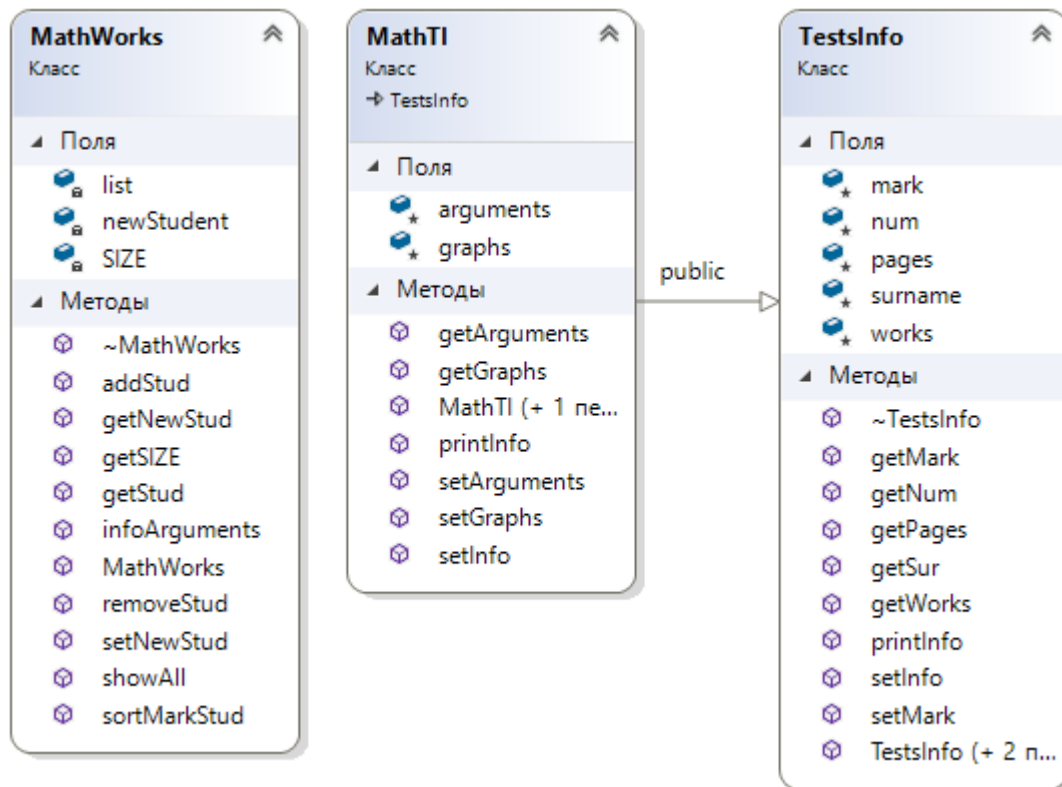 MathWorks
Класс
Поля
list
newStudent
SIZE
Методы
~MathWorks
addStud
getNewStud
getSIZE
getStud
infoArguments
MathWorks
removeStud
setNewStud
showAll
sortMarkStud
MathTI
Класс
TestsInfo
Поля
arguments
graphs
Методы
getArguments
getGraphs
MathTI (+ 1 пе...
printInfo
setArguments
setGraphs
setInfo
public
TestsInfo
Класс
Поля
mark
num
pages
surname
works
Методы
~TestsInfo
getMark
getNum
getPages
getSur
getWorks
printInfo
setInfo
setMark
TestsInfo (+ 2 п...